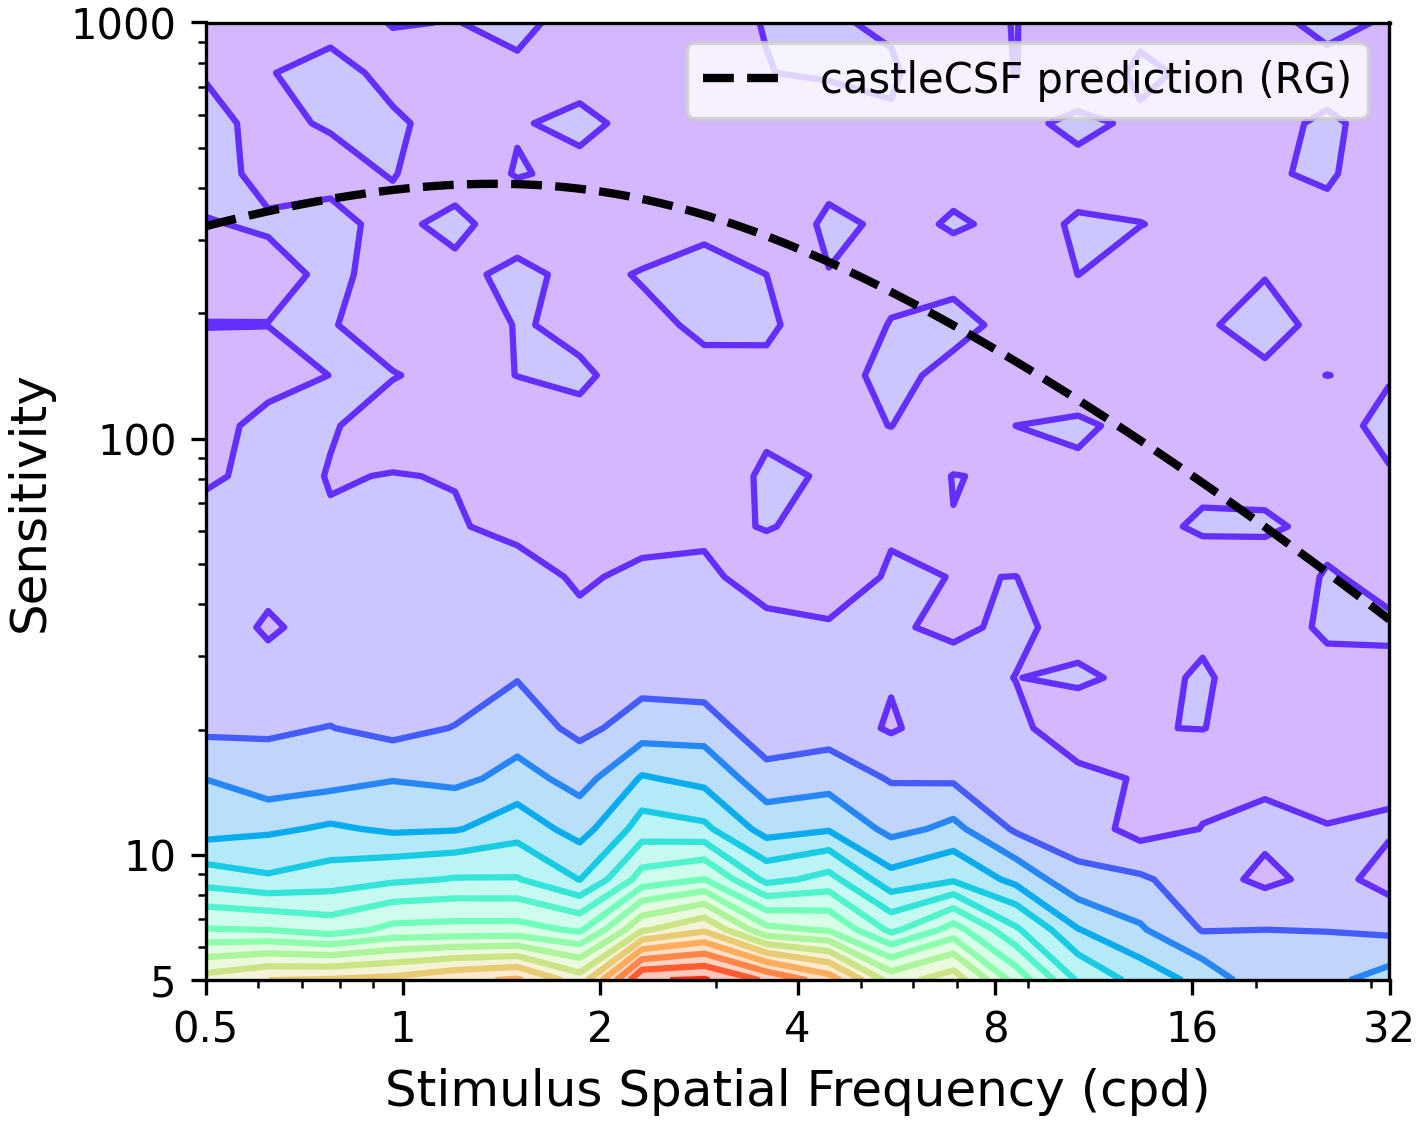 1000
castleCSF prediction (RG)
100
10
5
Sensitivity
0.5 1 2 4 8 16 32
Stimulus Spatial Frequency (cpd)